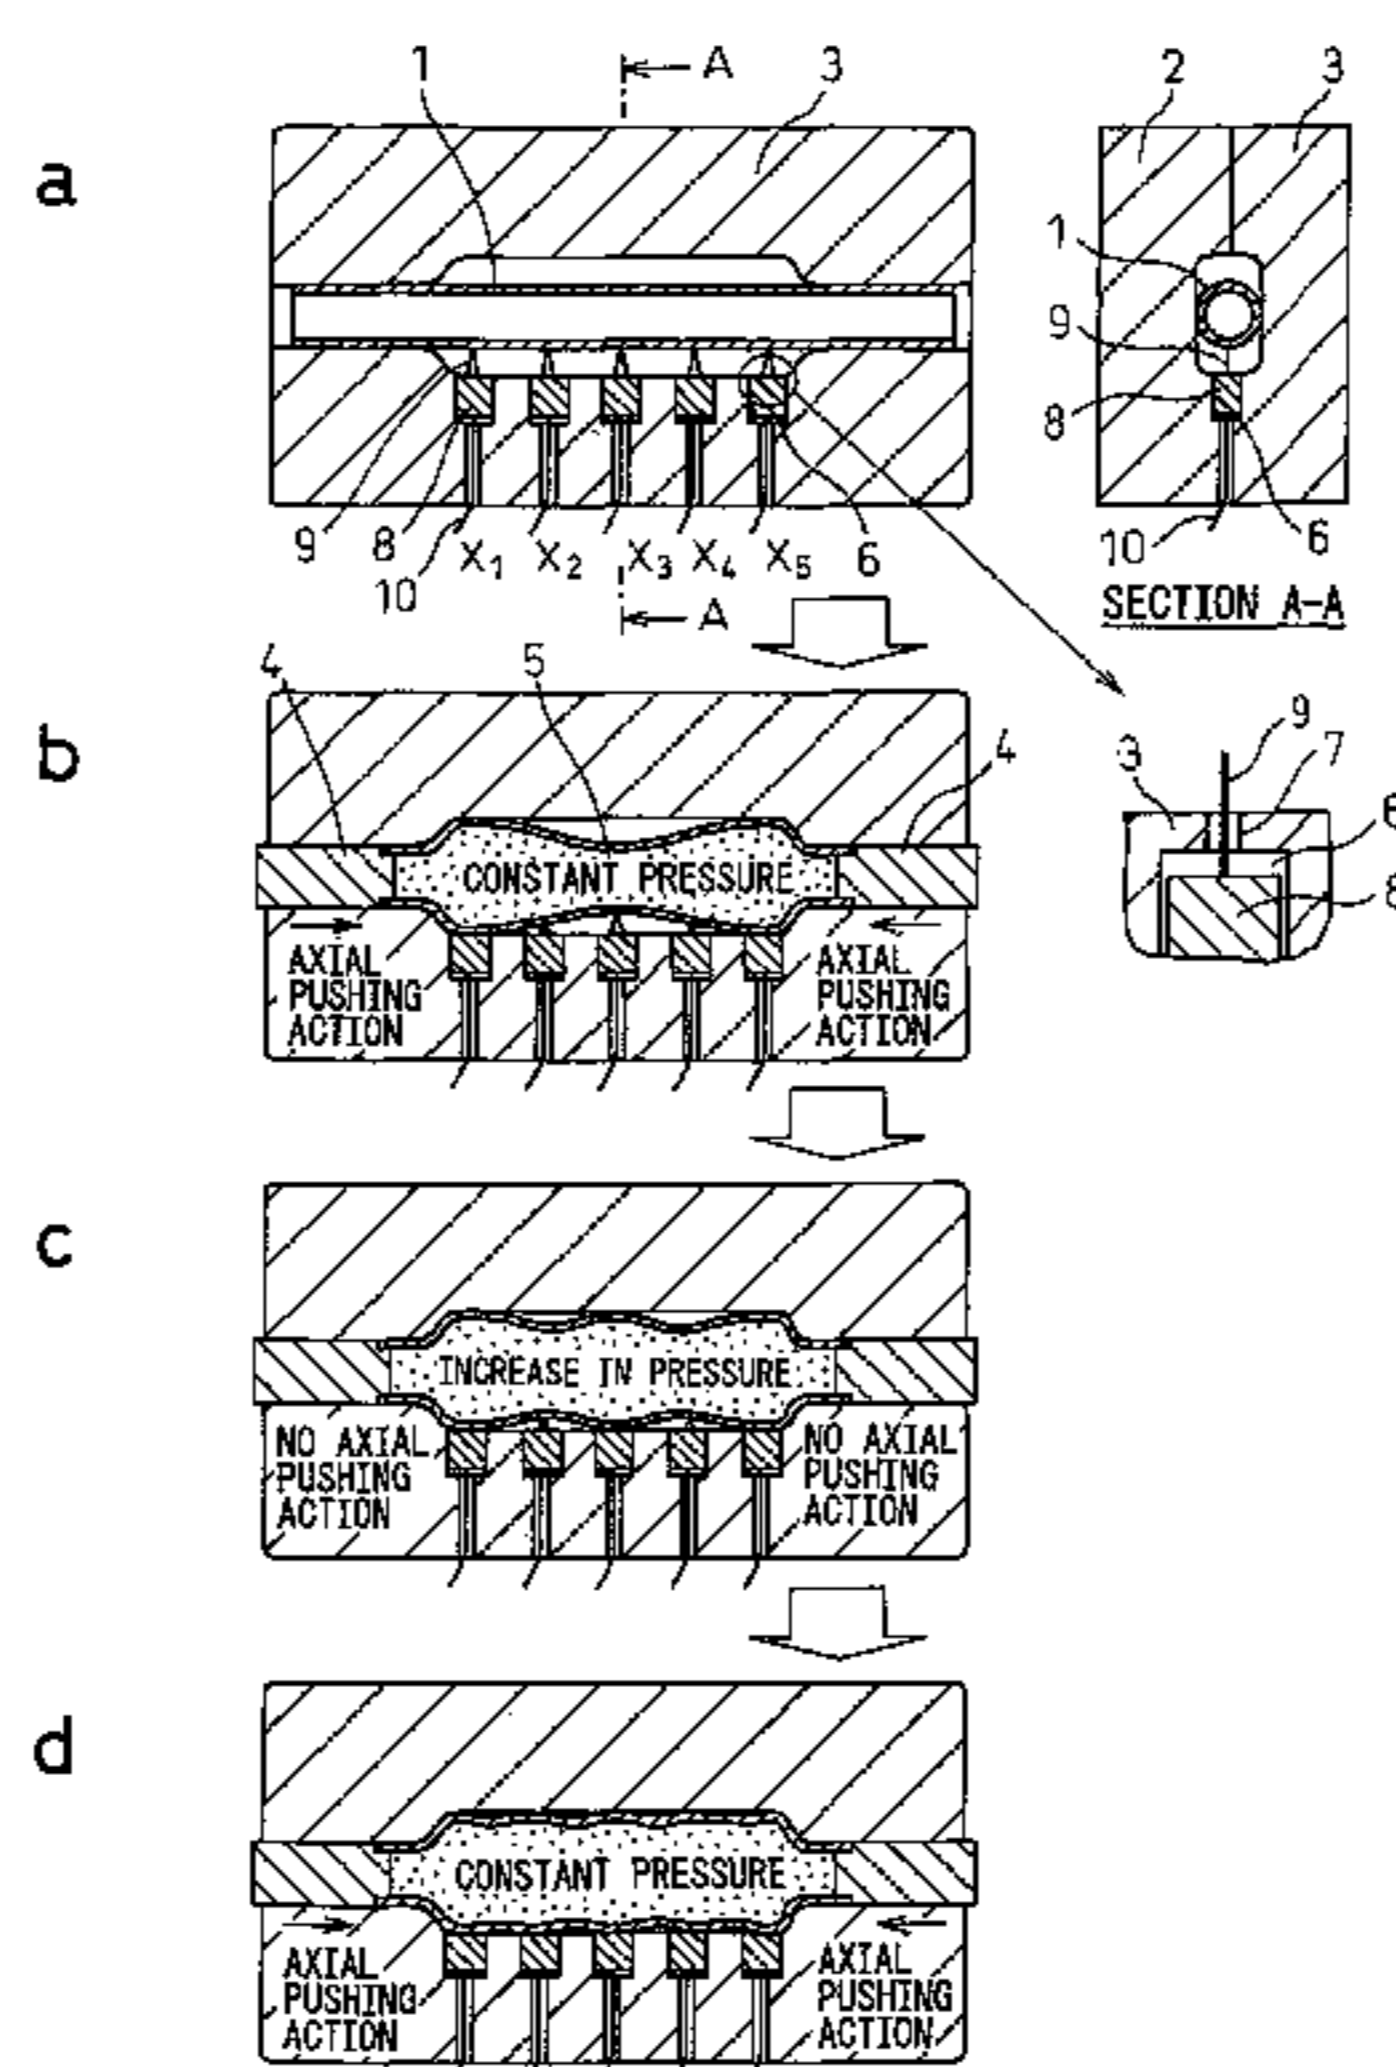 a
1
A
3
2
3
1
9
8
9
8
10
X1
X2
X3
X4
X5
6
10
6
A
SECTION A-A
b
4
5
4
CONSTANT PRESSURE
AXIAL
PUSHING
ACTION
AXIAL
PUSHING
ACTION
9
3
7
6
8
c
INCREASE IN PRESSURE
NO AXIAL
PUSHING
ACTION
NO AXIAL
PUSHING
ACTION
d
CONSTANT PRESSURE
AXIAL
PUSHING
ACTION
AXIAL
PUSHING
ACTION